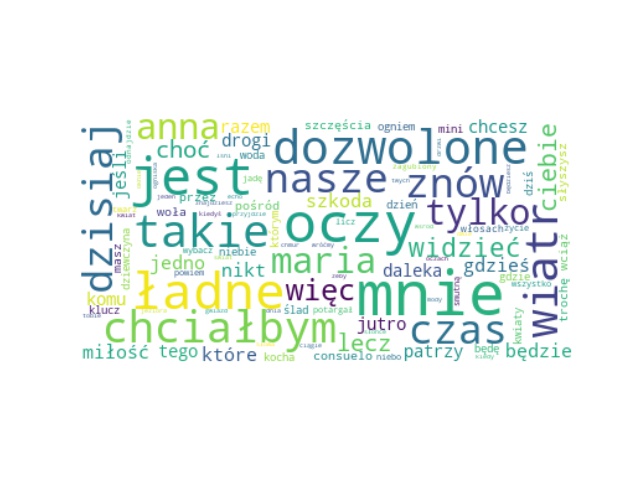 anna razem szczęścia ogniem mini chcesz
dzisiaj
choć drogi woda dozwolone
jeśli jest nasze znów ciebie
słyszysz
jadę zagubiony dzień dziś
przez pośród szkoda tylko
woła kiedyś
takie oczy włosach życie
którym
dziewczyna
masz
wybacz niebie widzieć wiatr
jedno nikt maria daleka gdzieś gdzie
powiem
wszystko
trochę wciąż
smutną
komu ładne więc mnie
klucz ślad potargał
kwiaty
chciałbym lecz jutro czas
miłość tego które kocha consuelo niebo patrzy będę będzie